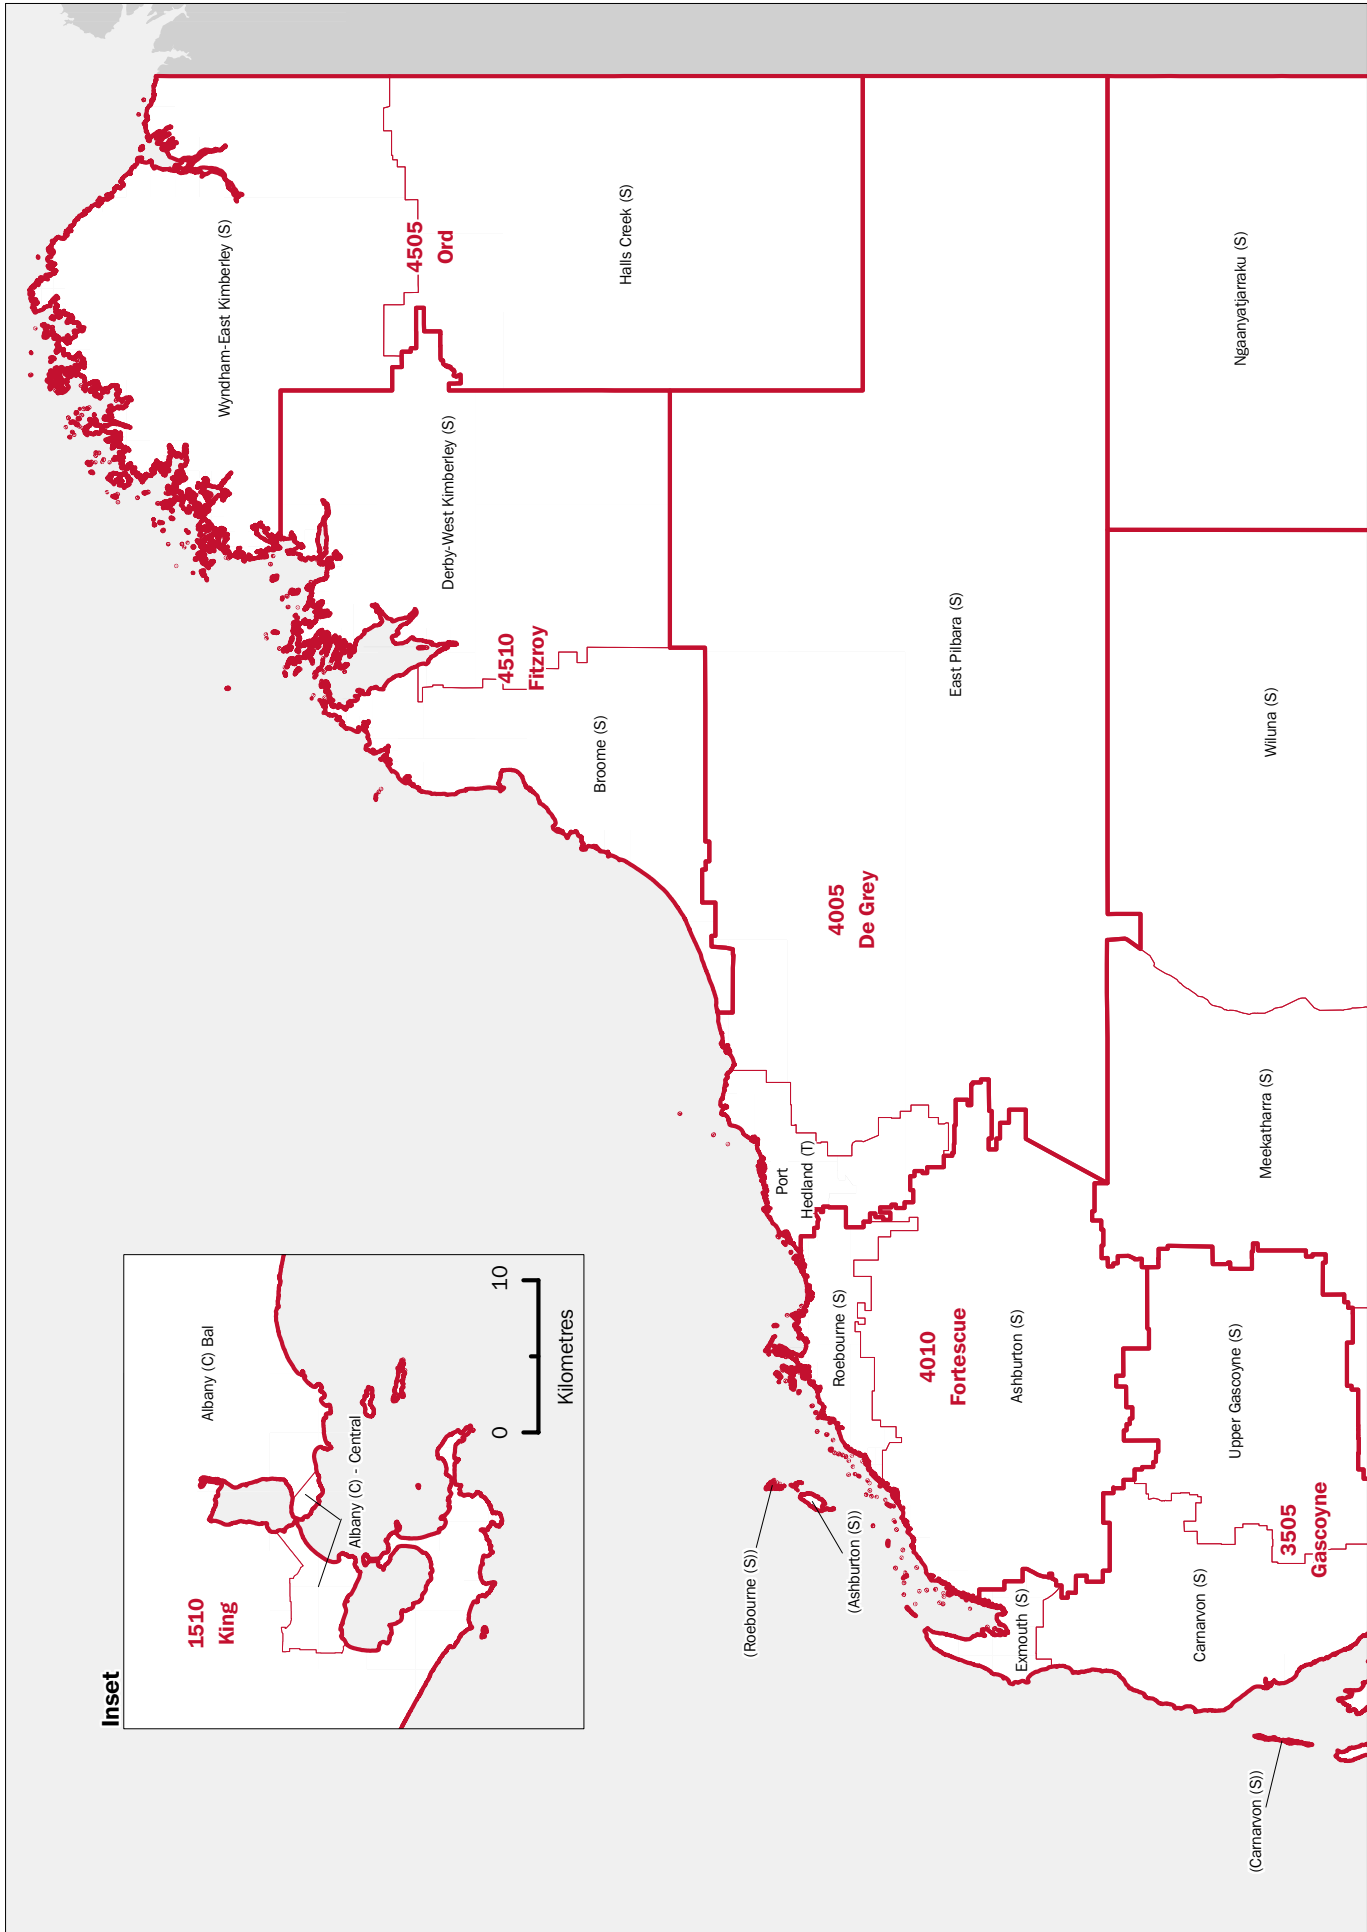 Inset
1510
King
Albany (C) Bal
Albany (C) - Central
0
10
Kilometres
Wyndham-East Kimberley (S)
4505
Ord
Halls Creek (S)
Derby-West Kimberley (S)
4510
Fitzroy
Broome (S)
4005
De Grey
East Pilbara (S)
Port
Hedland (T)
(Roebourne (S))
(Ashburton (S))
Roebourne (S)
4010
Fortescue
Ashburton (S)
Exmouth (S)
Carnarvon (S)
(Carnarvon (S))
3505
Gascoyne
Upper Gascoyne (S)
Meekatharra (S)
Wiluna (S)
Ngaanyatjarraku (S)